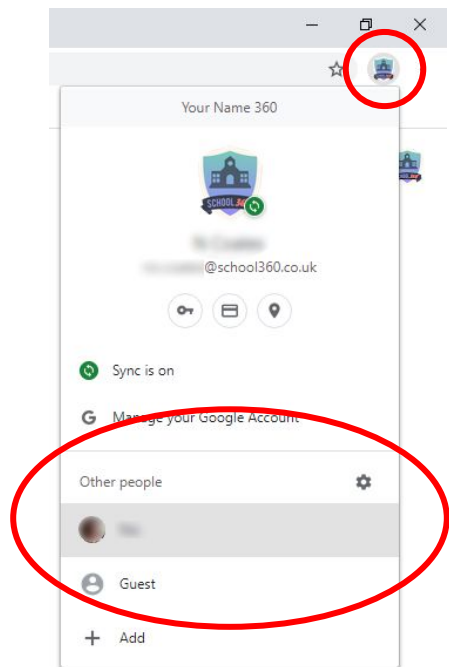 Your Name 360
SCHOOL
@school360.co.uk
Sync is on
G Manage your Google Account
Other people
Guest
+ Add